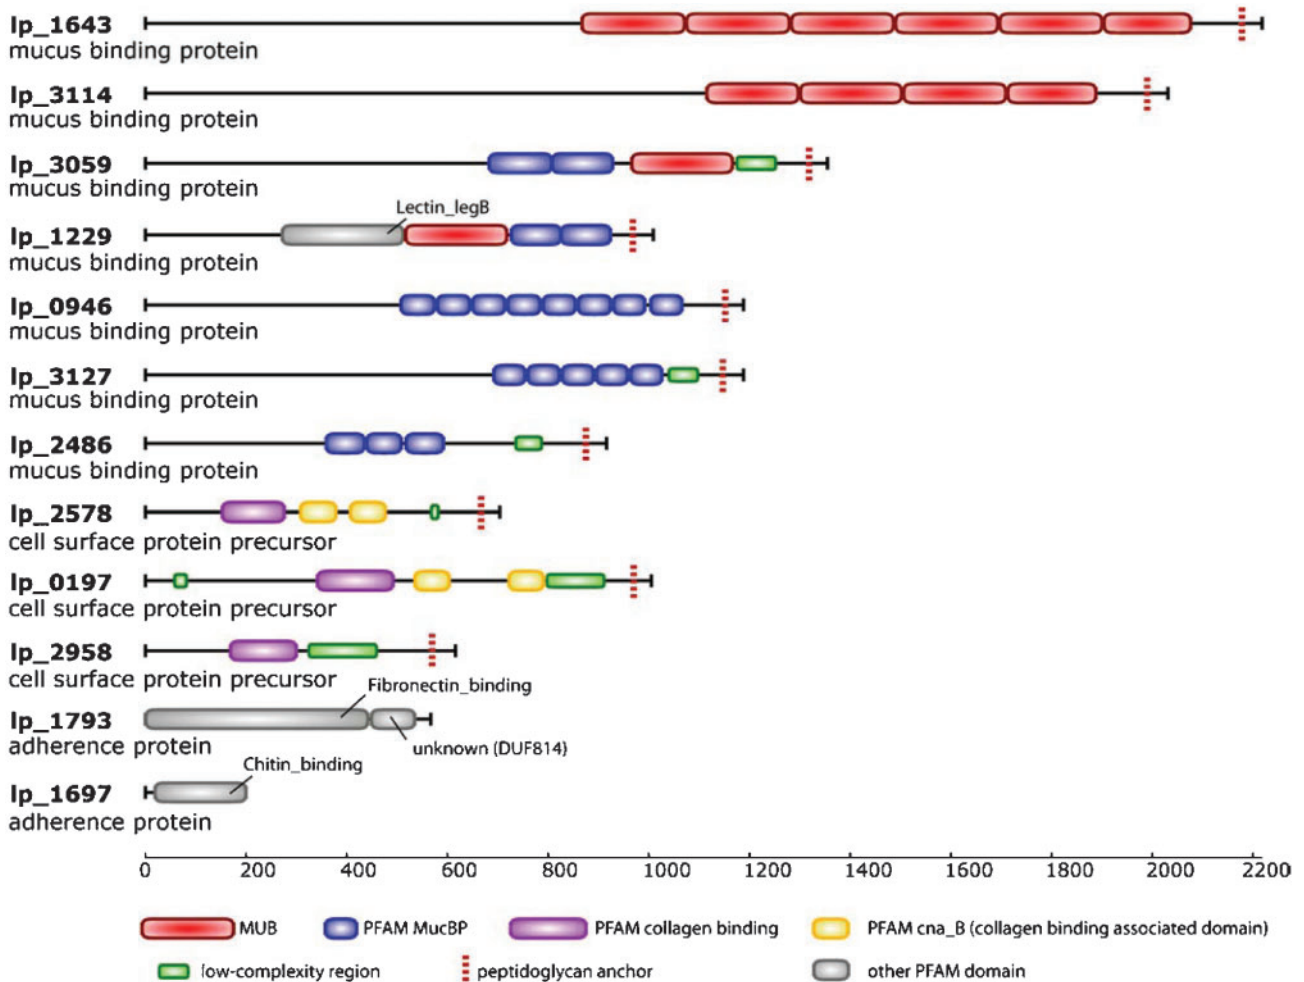 lp_1643
mucus binding protein
lp_3114
mucus binding protein
lp_3059
mucus binding protein
Lectin_legB
lp_1229
mucus binding protein
lp_0946
mucus binding protein
lp_3127
mucus binding protein
lp_2486
mucus binding protein
lp_2578
cell surface protein precursor
lp_0197
cell surface protein precursor
lp_2958
cell surface protein precursor
Fibronectin_binding
lp_1793
adherence protein
unknown (DUF814)
Chitin_binding
lp_1697
adherence protein
0 200 400 600 800 1000 1200 1400 1600 1800 2000 2200
MUB PFAM MucBP PFAM collagen binding PFAM cna_B (collagen binding associated domain)
low-complexity region peptidoglycan anchor other PFAM domain